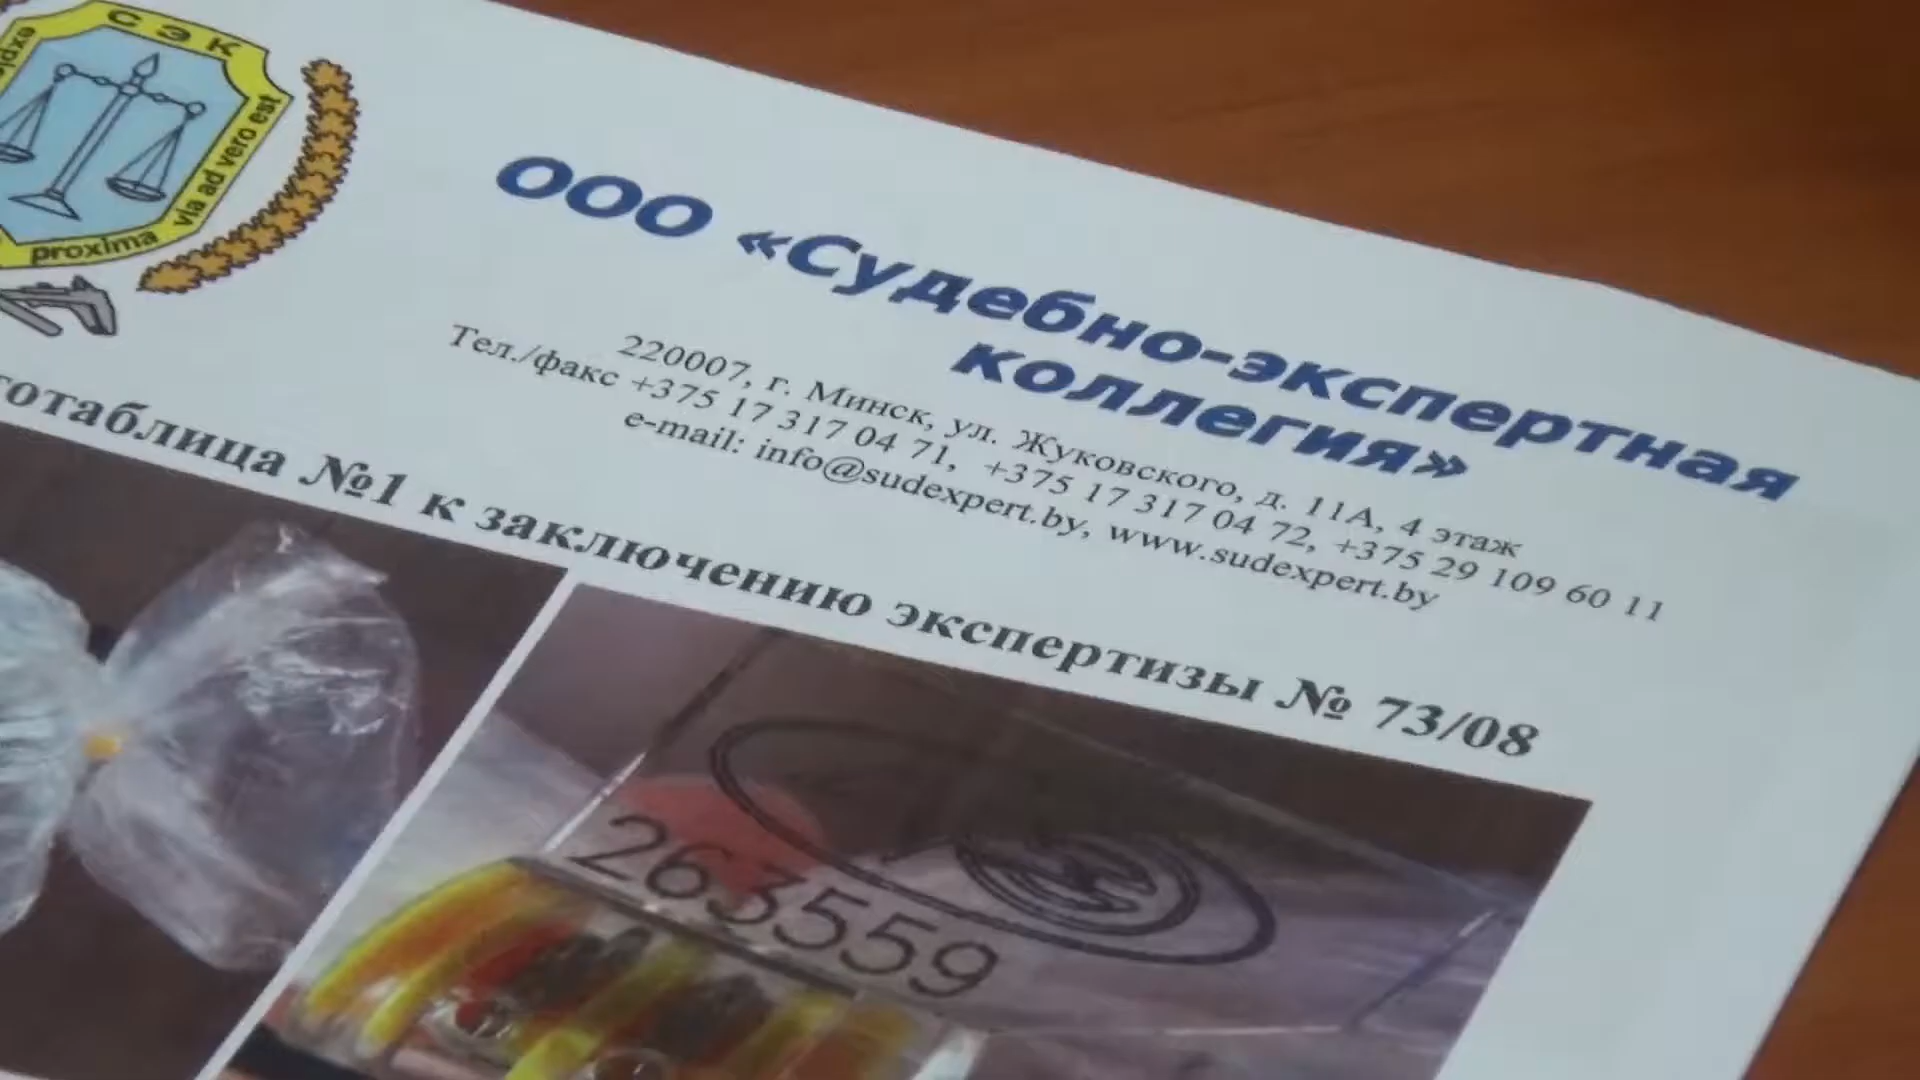 СЭК
proxima via ad vero est
ООО «Судебно-экспертная
коллегия»
220007, г. Минск, ул. Жуковского, д. 11А, 4 этаж
Тел./факс +375 17 317 04 71, +375 17 317 04 72, +375 29 109 60 11
e-mail: info@sudexpert.by, www.sudexpert.by
отаблица №1 к заключению экспертизы № 73/08
263559